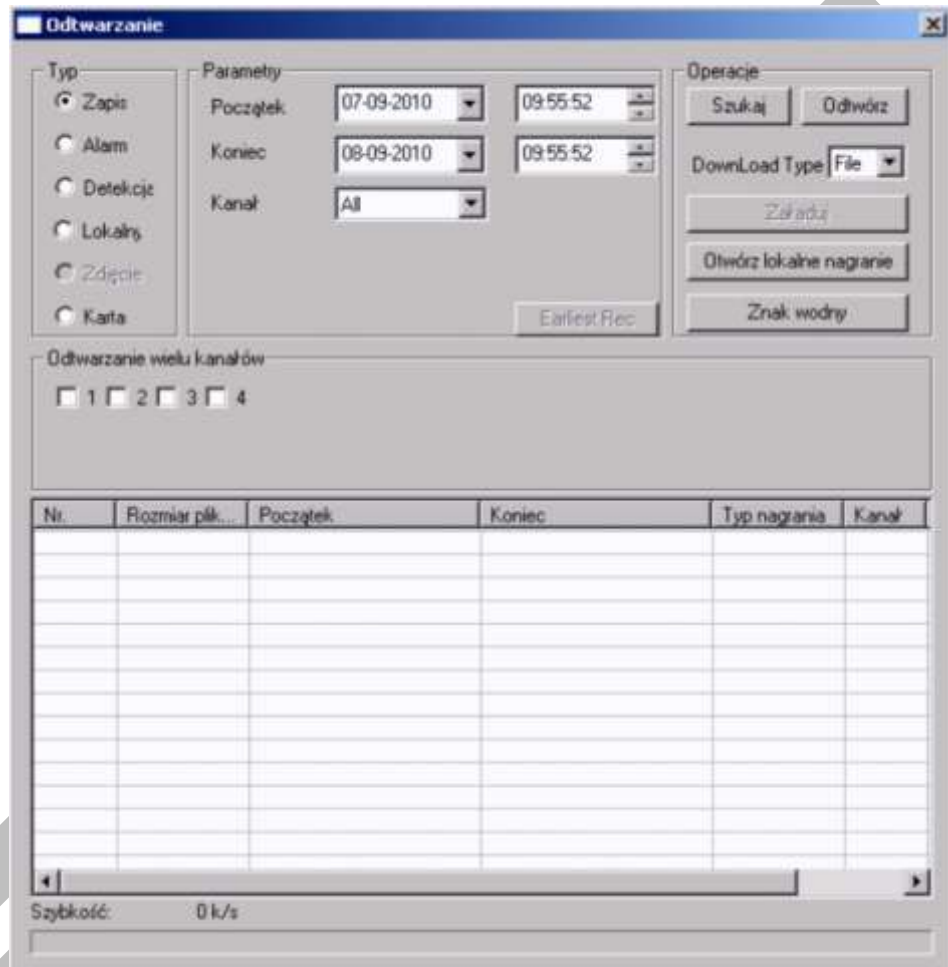 Odtwarzanie
Typ
Zapis
Alarm
Detekcja
Lokalny
Zdjęcie
Karta
Parametry
Początek 07-09-2010 09:55:52
Koniec 08-09-2010 09:55:52
Kanał All
Earliest Rec
Operacje
Szukaj Odtwórz
DownLoad Type File
Załaduj
Otwórz lokalne nagranie
Znak wodny
Odtwarzanie wielu kanałów
1 2 3 4
Nr. Rozmiar plik... Początek Koniec Typ nagrania Kanał
Szybkość: 0 k/s